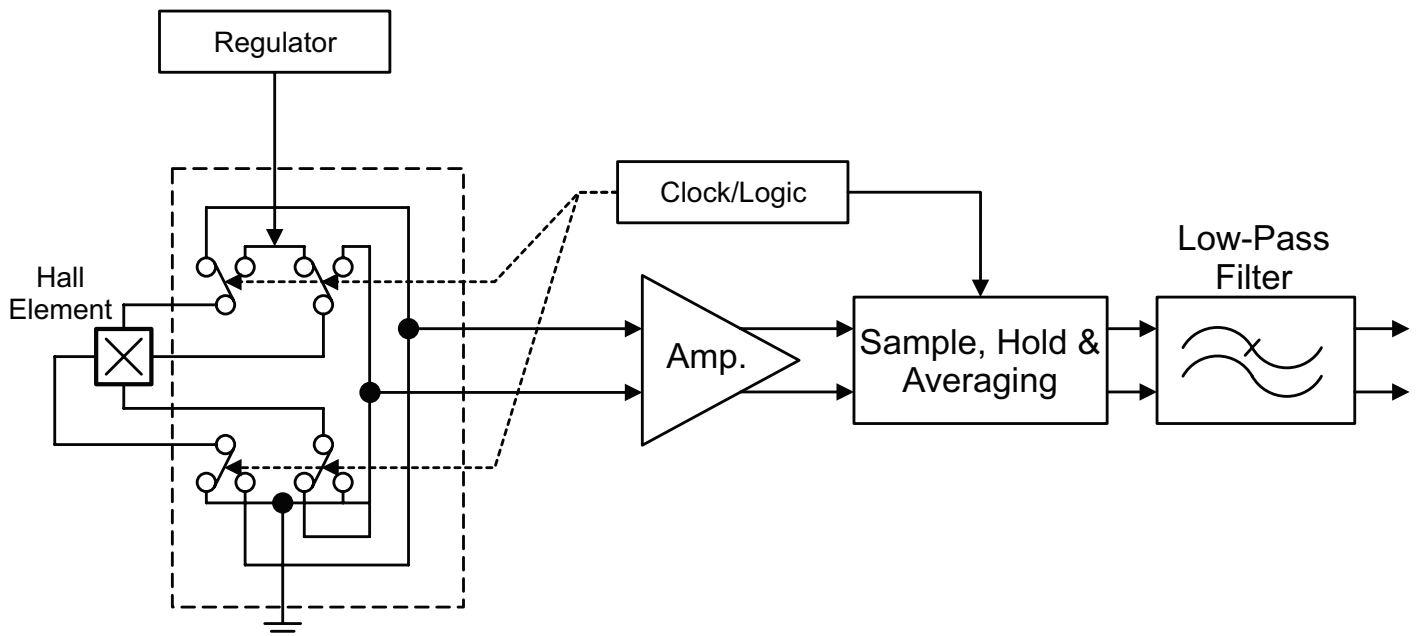 Regulator
Clock/Logic
Low-Pass
Filter
Hall
Element
Amp.
Sample, Hold &
Averaging